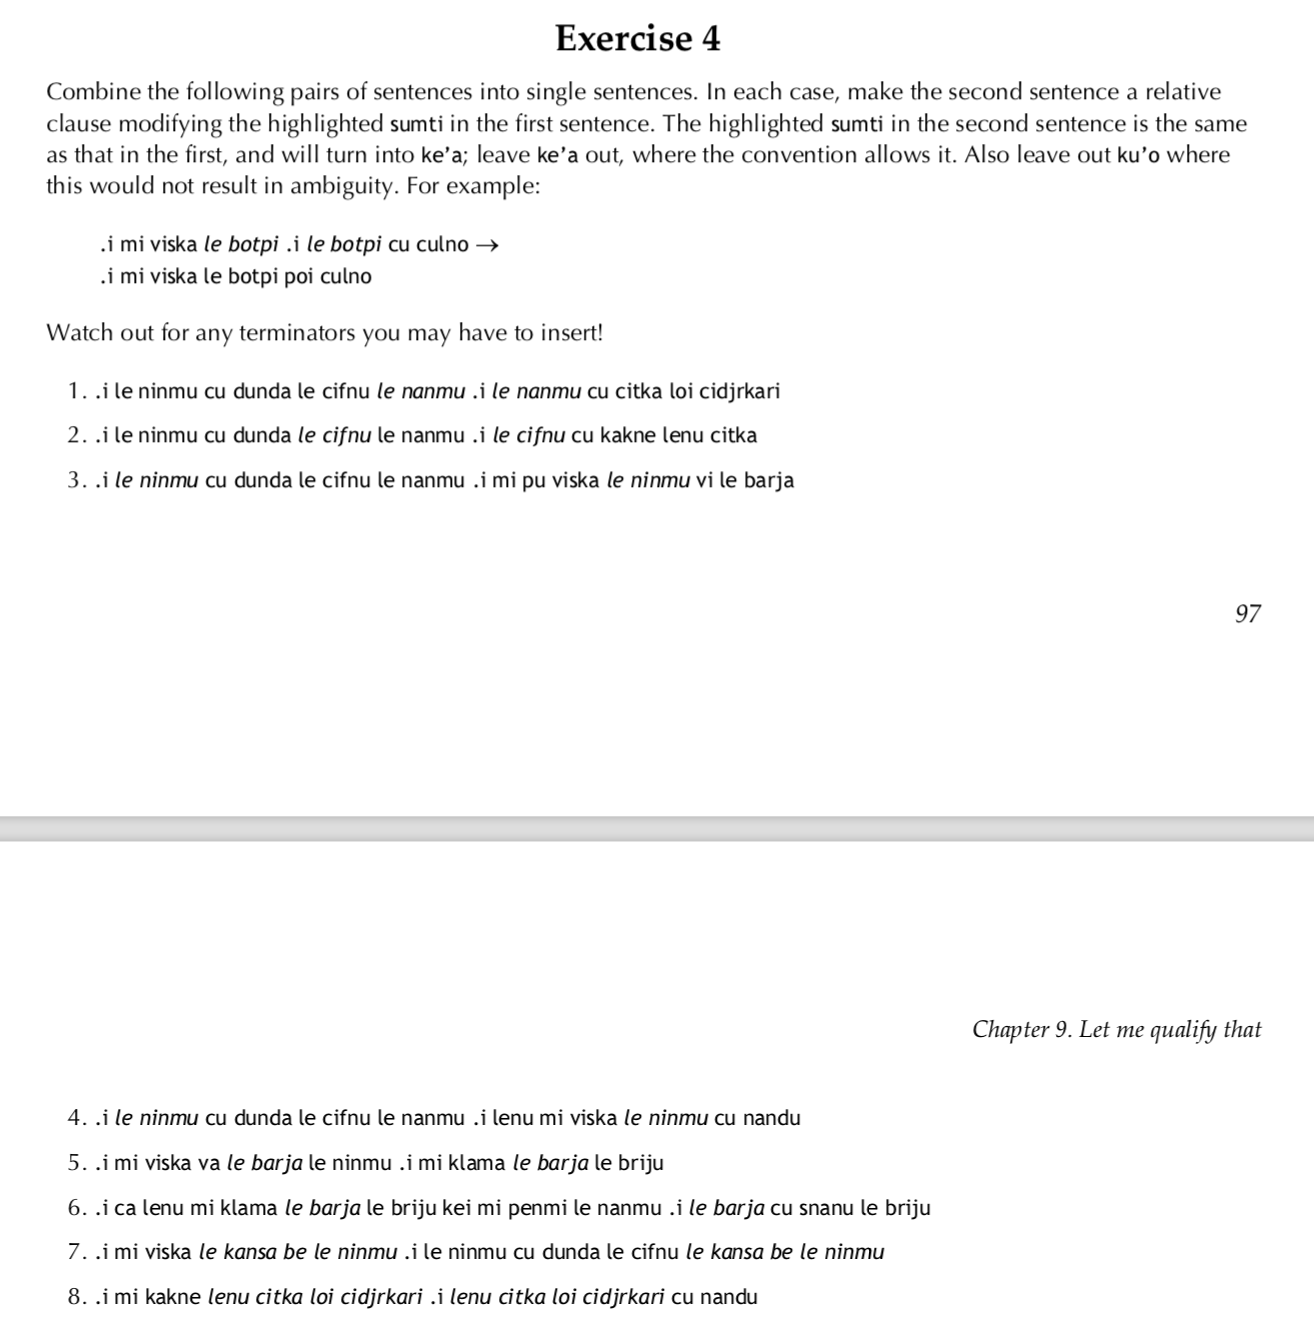 Exercise 4
Combine the following pairs of sentences into single sentences. In each case, make the second sentence a relative
clause modifying the highlighted sumti in the first sentence. The highlighted sumti in the second sentence is the same
as that in the first, and will turn into ke’a; leave ke’a out, where the convention allows it. Also leave out ku’o where
this would not result in ambiguity. For example:
.i mi viska le botpi .i le botpi cu culno →
.i mi viska le botpi poi culno
Watch out for any terminators you may have to insert!
1. .i le ninmu cu dunda le cifnu le nanmu .i le nanmu cu citka loi cidjrkari
2. .i le ninmu cu dunda le cifnu le nanmu .i le cifnu cu kakne lenu citka
3. .i le ninmu cu dunda le cifnu le nanmu .i mi pu viska le ninmu vi le barja
97
Chapter 9. Let me qualify that
4. .i le ninmu cu dunda le cifnu le nanmu .i lenu mi viska le ninmu cu nandu
5. .i mi viska va le barja le ninmu .i mi klama le barja le briju
6. .i ca lenu mi klama le barja le briju kei mi penmi le nanmu .i le barja cu snanu le briju
7. .i mi viska le kansa be le ninmu .i le ninmu cu dunda le cifnu le kansa be le ninmu
8. .i mi kakne lenu citka loi cidjrkari .i lenu citka loi cidjrkari cu nandu